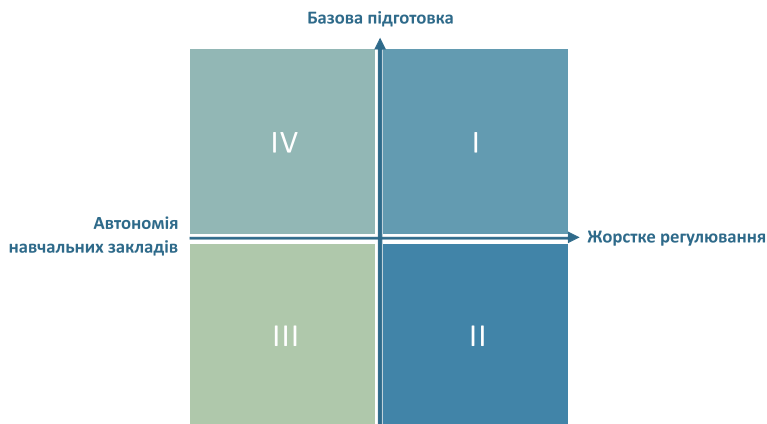 Базова підготовка
IV
I
Автономія
навчальних закладів
Жорстке регулювання
III
II